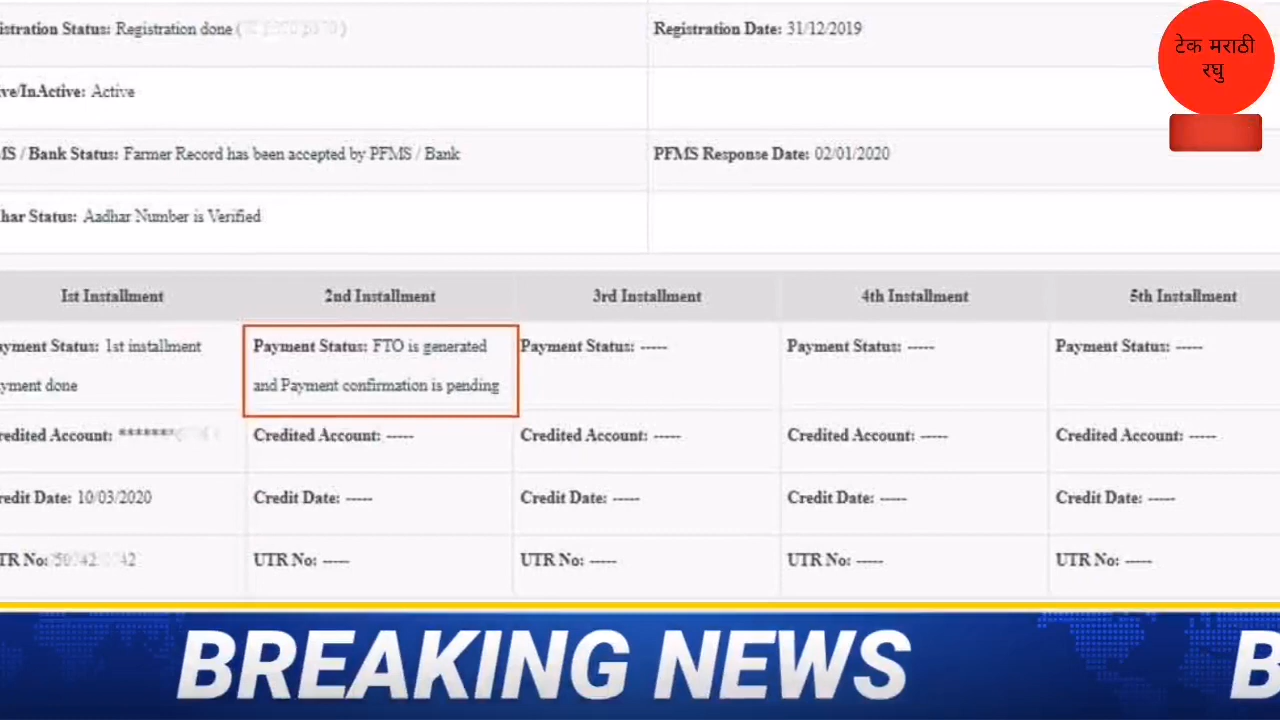 istration Status: Registration done (
Registration Date: 31/12/2019
टेक मराठी
रघु
ve/InActive: Active
MS / Bank Status: Farmer Record has been accepted by PFMS / Bank
PFMS Response Date: 02/01/2020
har Status: Aadhar Number is Verified
1st Installment
2nd Installment
3rd Installment
4th Installment
5th Installment
ayment Status: 1st installment
yment done
Payment Status: FTO is generated
and Payment confirmation is pending
Payment Status: -----
Payment Status: -----
Payment Status: -----
redited Account: *******
Credited Account: -----
Credited Account: -----
Credited Account: -----
Credited Account: -----
redit Date: 10/03/2020
Credit Date: -----
Credit Date: -----
Credit Date: -----
Credit Date: -----
TR No:
UTR No: -----
UTR No: -----
UTR No: -----
UTR No: -----
BREAKING NEWS
B